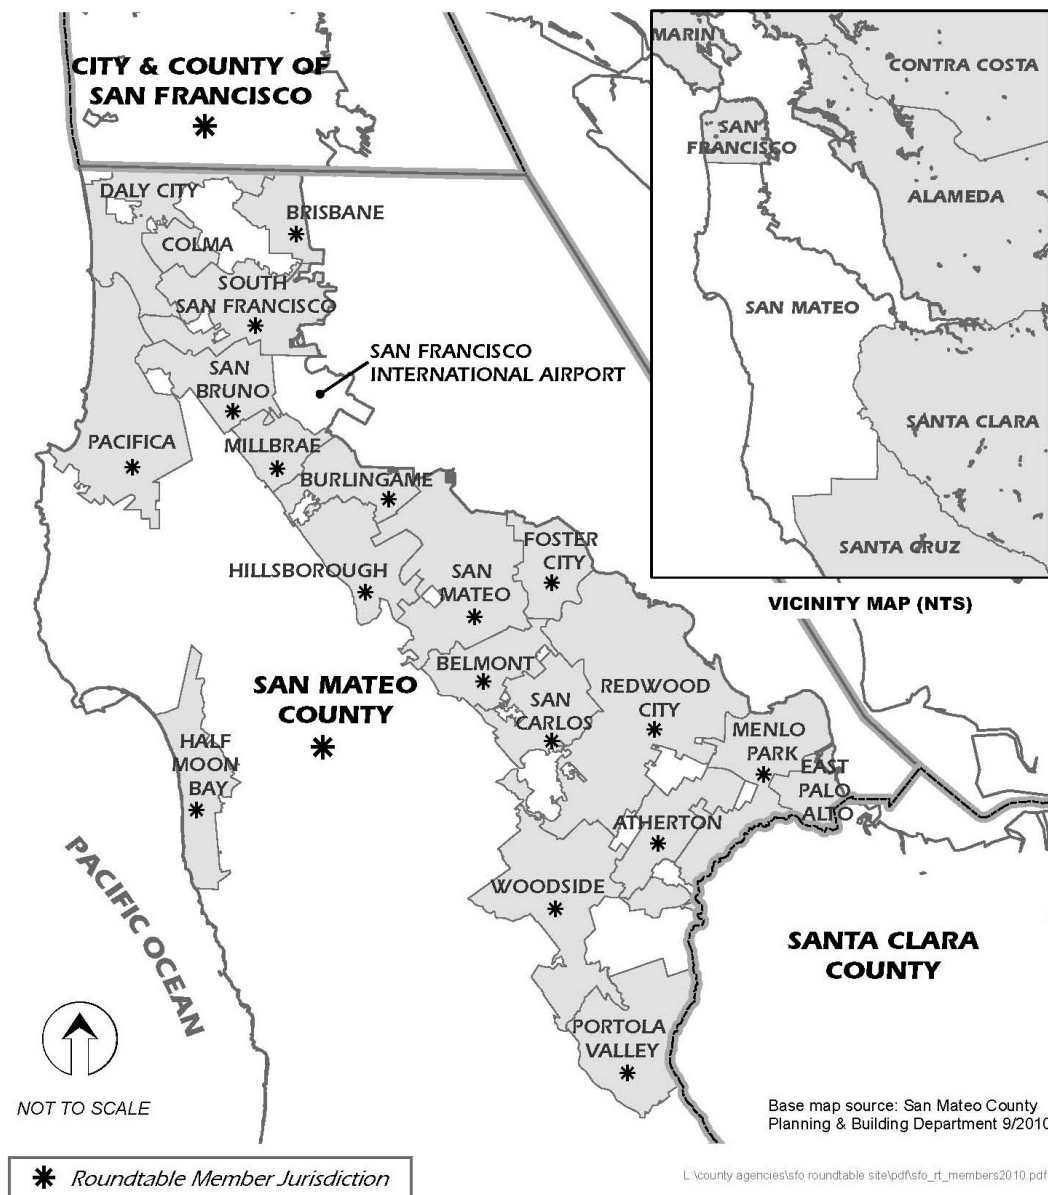 CITY & COUNTY OF
SAN FRANCISCO
MARIN
CONTRA COSTA
SAN
FRANCISCO
ALAMEDA
SAN MATEO
SANTA CLARA
SANTA CRUZ
VICINITY MAP (NTS)
DALY CITY
BRISBANE
COLMA
SOUTH
SAN FRANCISCO
SAN FRANCISCO
INTERNATIONAL AIRPORT
SAN
BRUNO
PACIFICA
MILLBRAE
BURLINGAME
FOSTER
CITY
HILLSBOROUGH
SAN
MATEO
BELMONT
SAN MATEO
COUNTY
SAN
CARLOS
REDWOOD
CITY
MENLO
PARK
HALF
MOON
BAY
EAST
PALO
ALTO
ATHERTON
PACIFIC OCEAN
WOODSIDE
SANTA CLARA
COUNTY
PORTOLA
VALLEY
NOT TO SCALE
Base map source: San Mateo County
Planning & Building Department 9/2010
Roundtable Member Jurisdiction
L:\county agencies\sfo roundtable site\pdf\sfo_rt_members2010.pdf